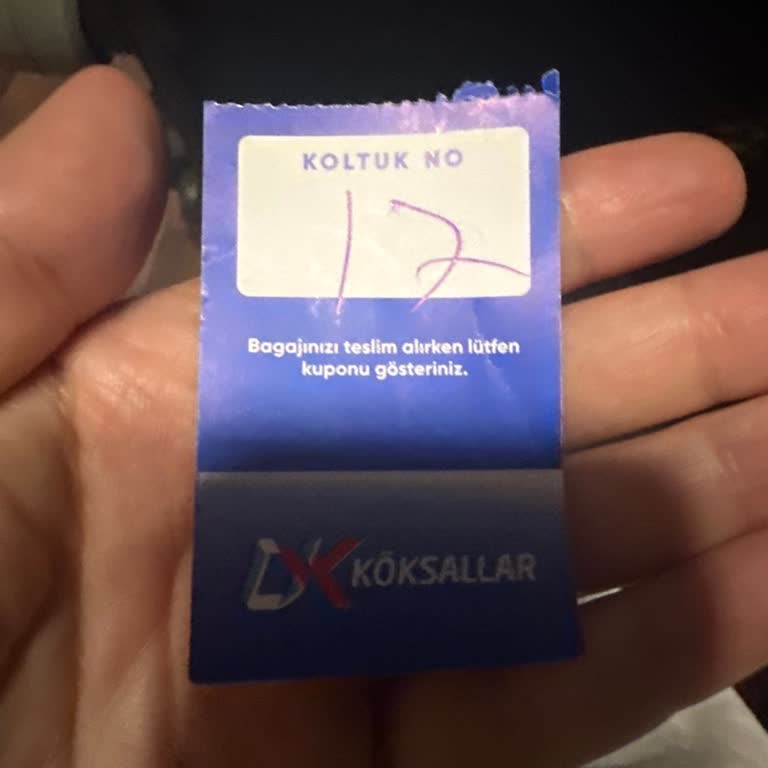 KOLTUK NO
17
Bagajınızı teslim alırken lütfen
kuponu gösteriniz.
KÖKSALLAR